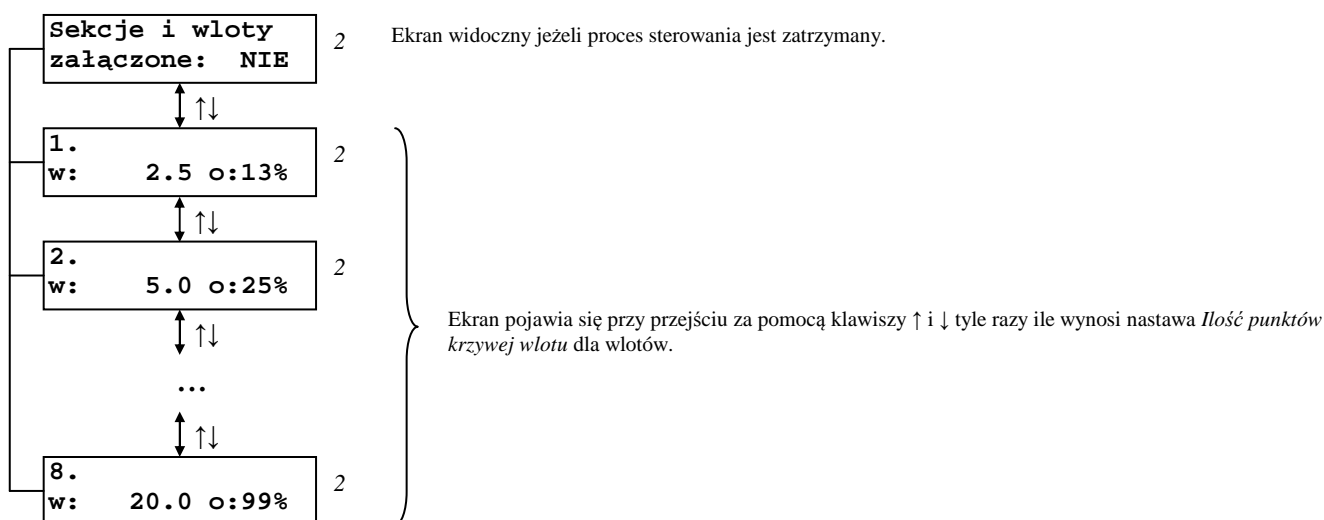 Sekcje i wloty
załączone: NIE
2
Ekran widoczny jeżeli proces sterowania jest zatrzymany.
↑↓
1.
w: 2.5 o:13%
2
↑↓
2.
w: 5.0 o:25%
2
↑↓
Ekran pojawia się przy przejściu za pomocą klawiszy ↑ i ↓ tyle razy ile wynosi nastawa Ilość punktów
krzywej wlotu dla wlotów.
...
↑↓
8.
w: 20.0 o:99%
2